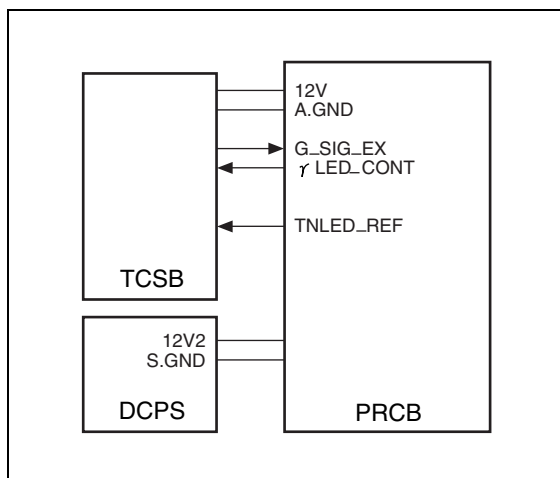 12V
A.GND
G_SIG_EX
γ LED_CONT
TNLED_REF
TCSB
12V2
S.GND
DCPS
PRCB